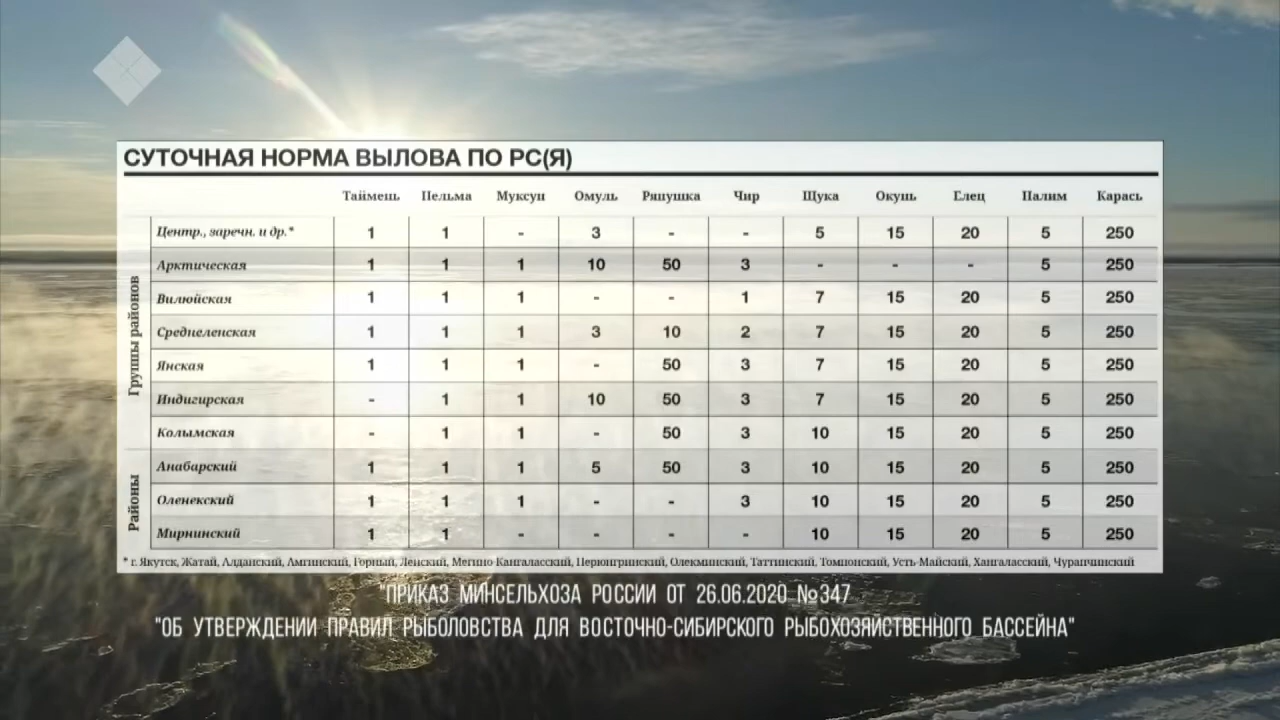 СУТОЧНАЯ НОРМА ВЫЛОВА ПО РС(Я)
Таймень Нельма Муксун Омуль Ряпушка Чир Щука Окунь Елец Налим Карась
Группы районов
Центр., заречн. и др.* 1 1 - 3 - - 5 15 20 5 250
Арктическая 1 1 1 10 50 3 - - - 5 250
Вилюйская 1 1 1 - - 1 7 15 20 5 250
Среднеленская 1 1 1 3 10 2 7 15 20 5 250
Янская 1 1 1 - 50 3 7 15 20 5 250
Индигирская - 1 1 10 50 3 7 15 20 5 250
Колымская - 1 1 - 50 3 10 15 20 5 250
Районы
Анабарский 1 1 1 5 50 3 10 15 20 5 250
Оленекский 1 1 1 - - 3 10 15 20 5 250
Мирнинский 1 1 - - - - 10 15 20 5 250
* г. Якутск, Жатай, Алданский, Амгинский, Горный, Ленский, Мегино-Кангаласский, Нерюнгринский, Олекминский, Таттинский, Томпонский, Усть-Майский, Хангаласский, Чурапчинский
"ПРИКАЗ МИНСЕЛЬХОЗА РОССИИ ОТ 26.06.2020 №347
"ОБ УТВЕРЖДЕНИИ ПРАВИЛ РЫБОЛОВСТВА ДЛЯ ВОСТОЧНО-СИБИРСКОГО РЫБОХОЗЯЙСТВЕННОГО БАССЕЙНА"